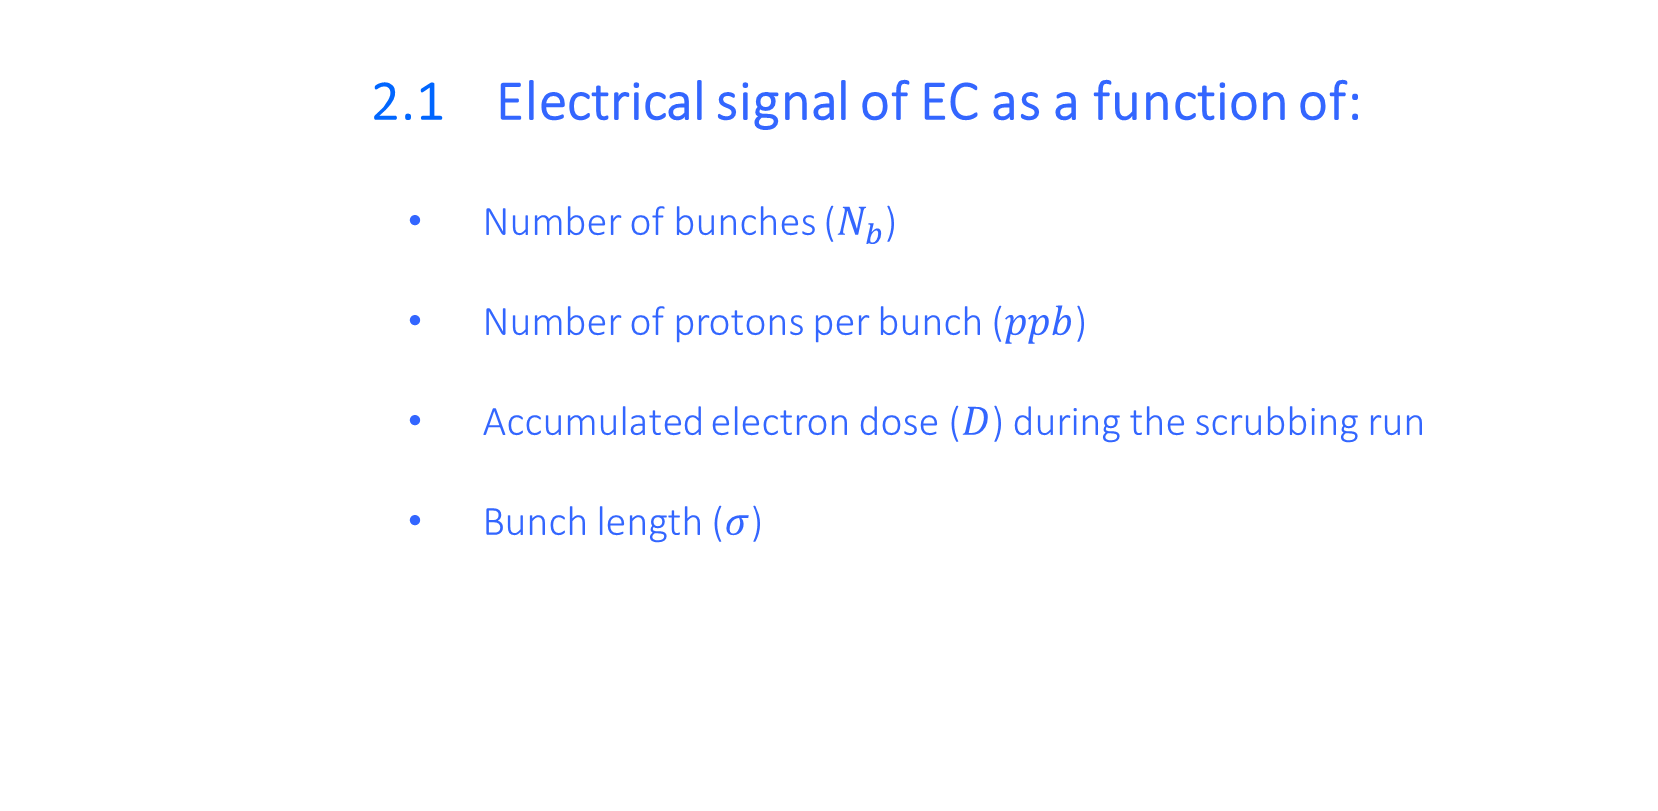 2.1 Electrical signal of EC as a function of:
• Number of bunches (N_b)
• Number of protons per bunch (ppb)
• Accumulated electron dose (D) during the scrubbing run
• Bunch length (σ)